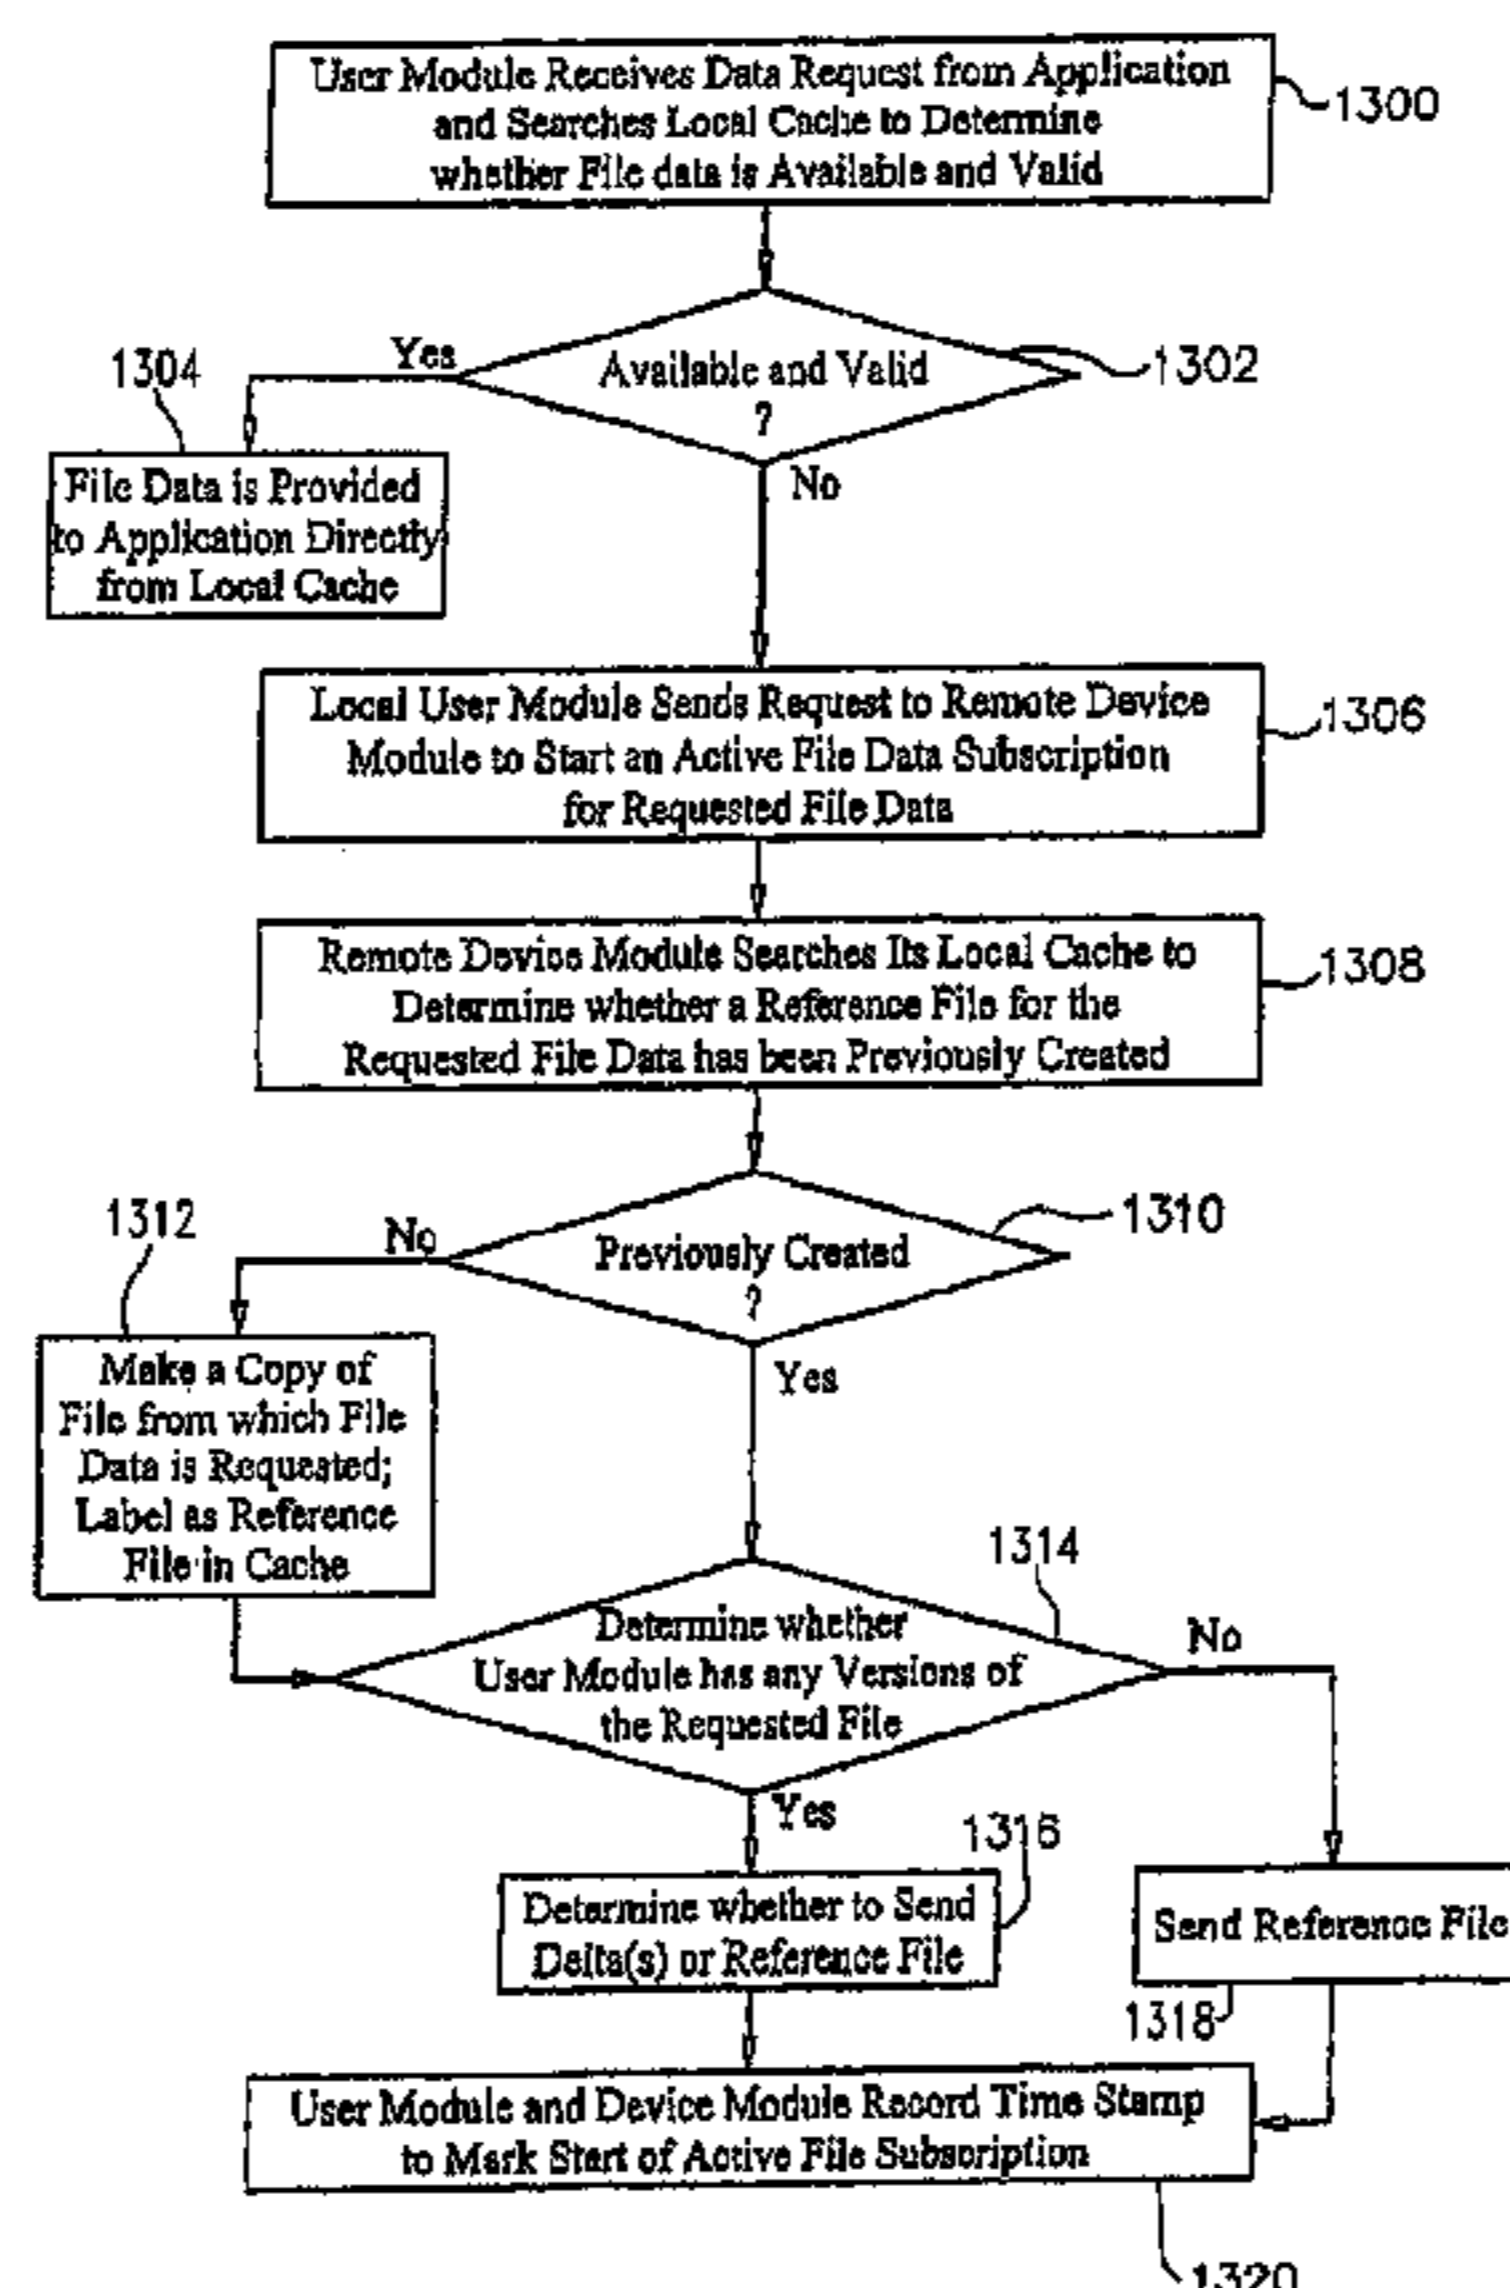 User Module Receives Data Request from Application
and Searches Local Cache to Determine
whether File data is Available and Valid
1300
Available and Valid
?
1302
Yes
1304
File Data is Provided
to Application Directly
from Local Cache
No
Local User Module Sends Request to Remote Device
Module to Start an Active File Data Subscription
for Requested File Data
1306
Remote Device Module Searches Its Local Cache to
Determine whether a Reference File for the
Requested File Data has been Previously Created
1308
Previously Created
?
1310
No
1312
Make a Copy of
File from which File
Data is Requested;
Label as Reference
File in Cache
Yes
1314
Determine whether
User Module has any Versions of
the Requested File
No
Yes
1316
Determine whether to Send
Delta(s) or Reference File
Send Reference File
1318
User Module and Device Module Record Time Stamp
to Mark Start of Active File Subscription
1320